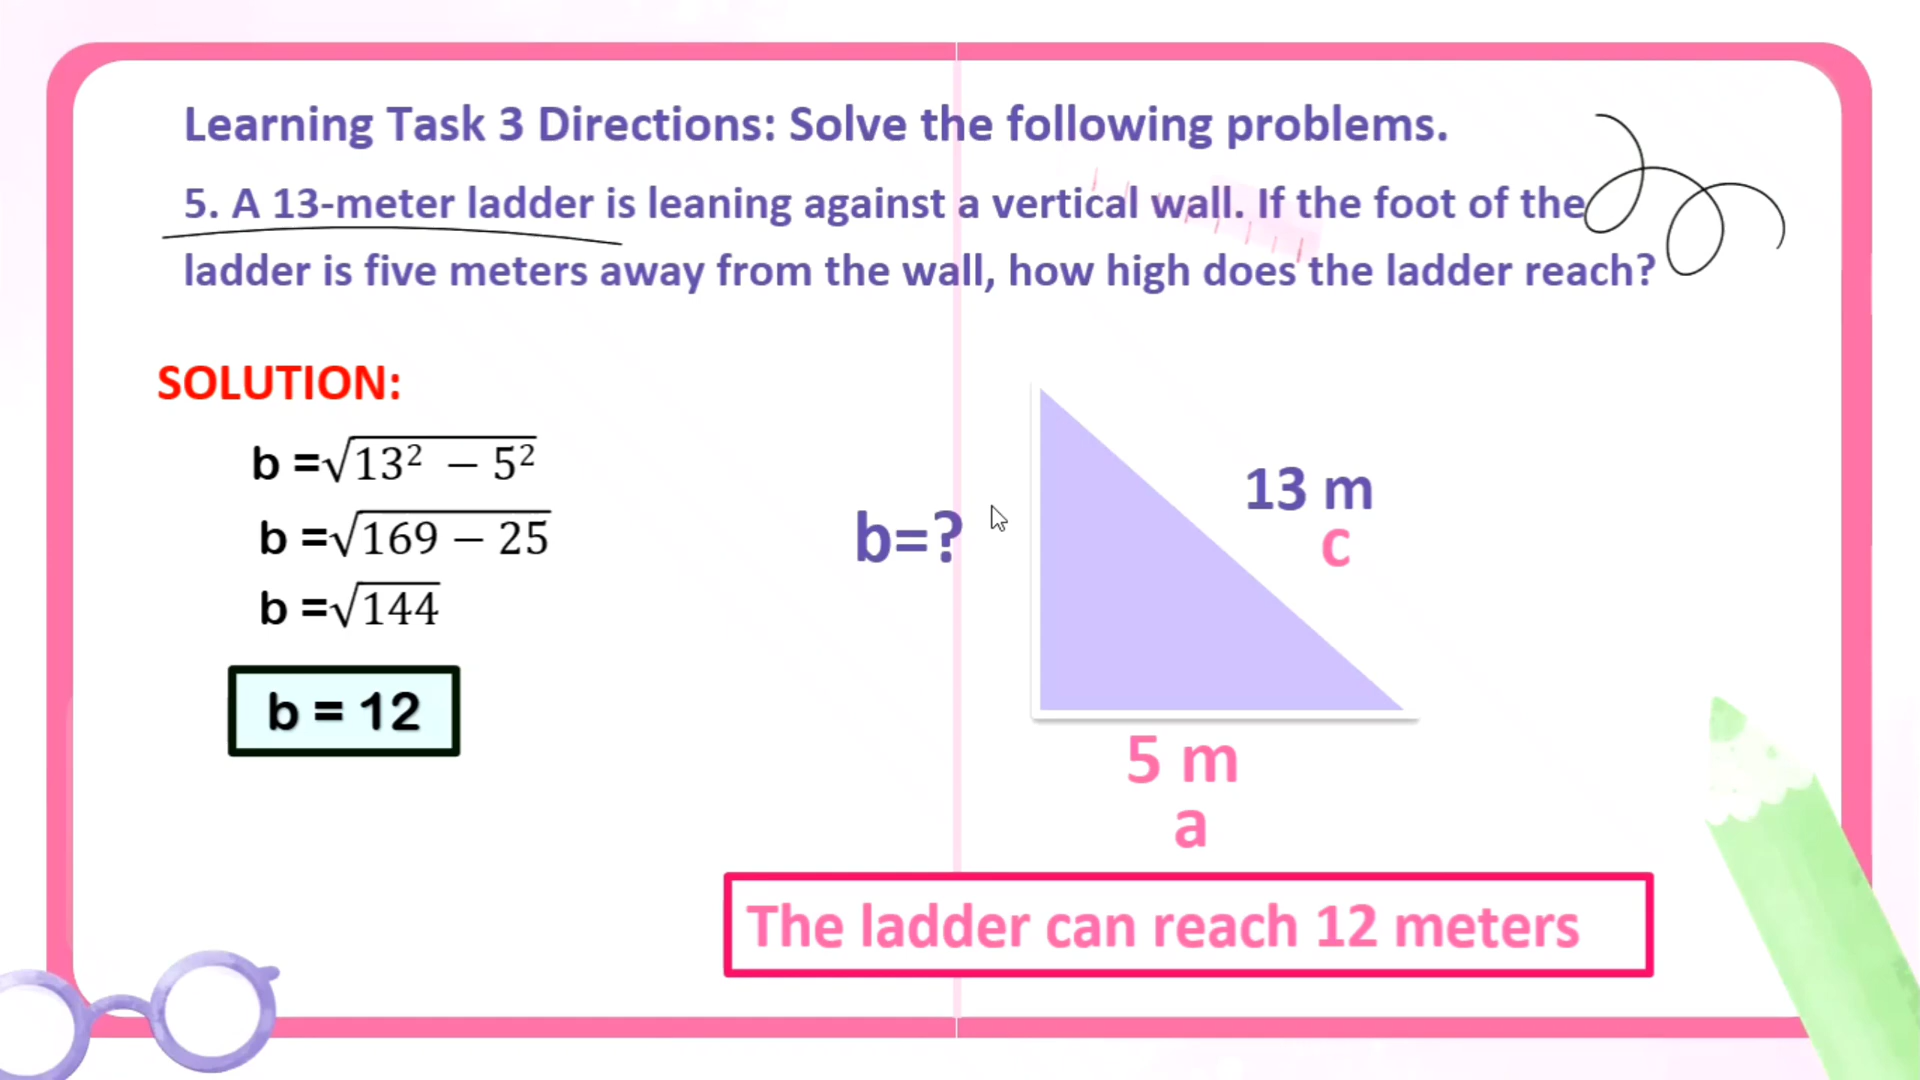 Learning Task 3 Directions: Solve the following problems.
5. A 13-meter ladder is leaning against a vertical wall. If the foot of the
ladder is five meters away from the wall, how high does the ladder reach?
SOLUTION:
b =√13² − 5²
b =√169 − 25
b =√144
b = 12
b=?
13 m
c
5 m
a
The ladder can reach 12 meters